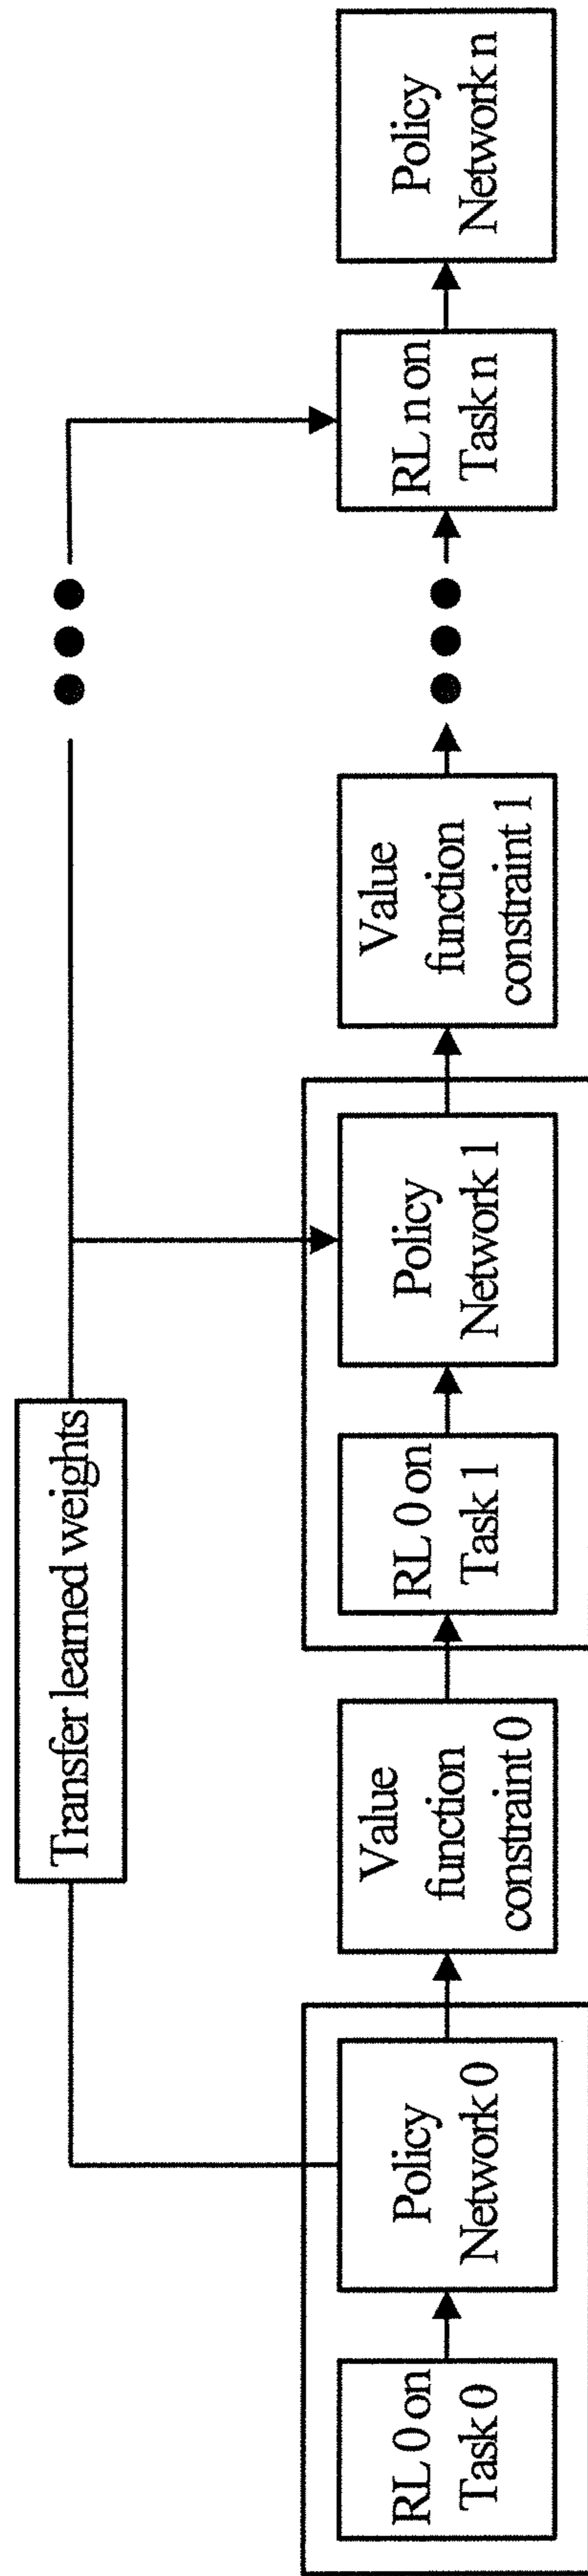 Transfer learned weights
RL 0 on
Task 0
Policy
Network 0
Value
function
constraint 0
RL 0 on
Task 1
Policy
Network 1
Value
function
constraint 1
RL n on
Task n
Policy
Network n